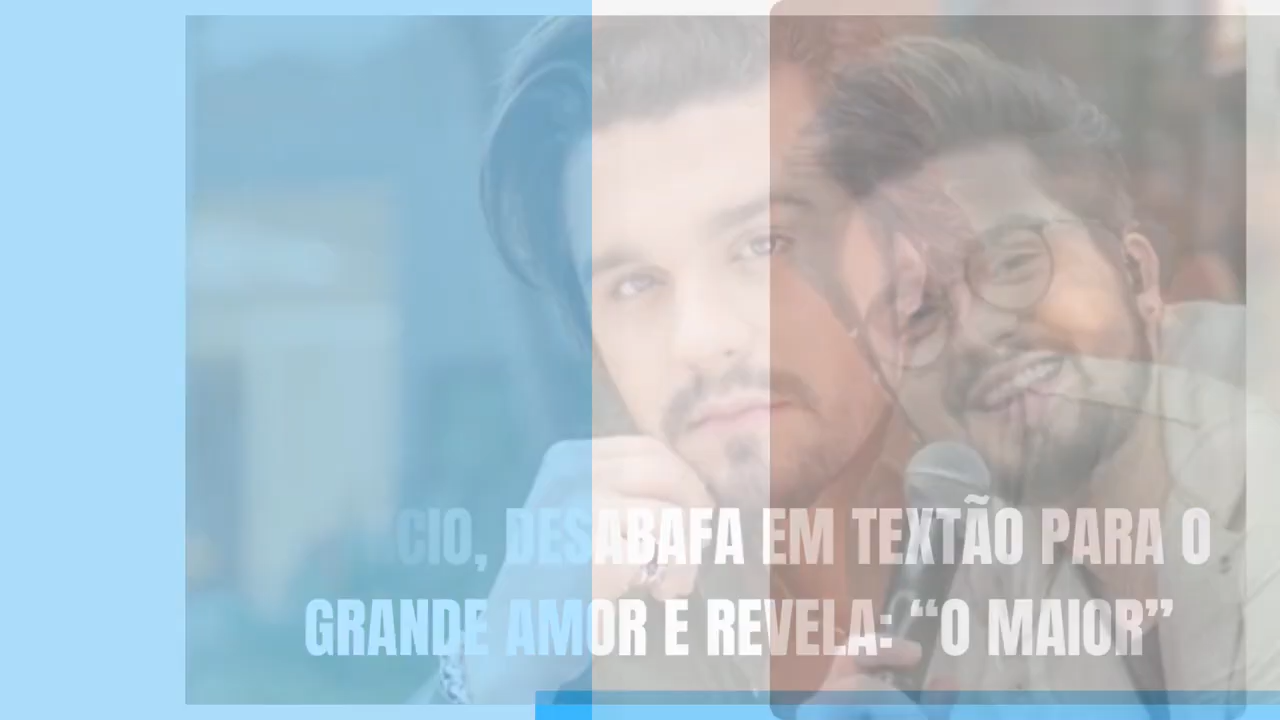 CIO, DESABAFA EM TEXTÃO PARA O
GRANDE AMOR E REVELA: “O MAIOR”